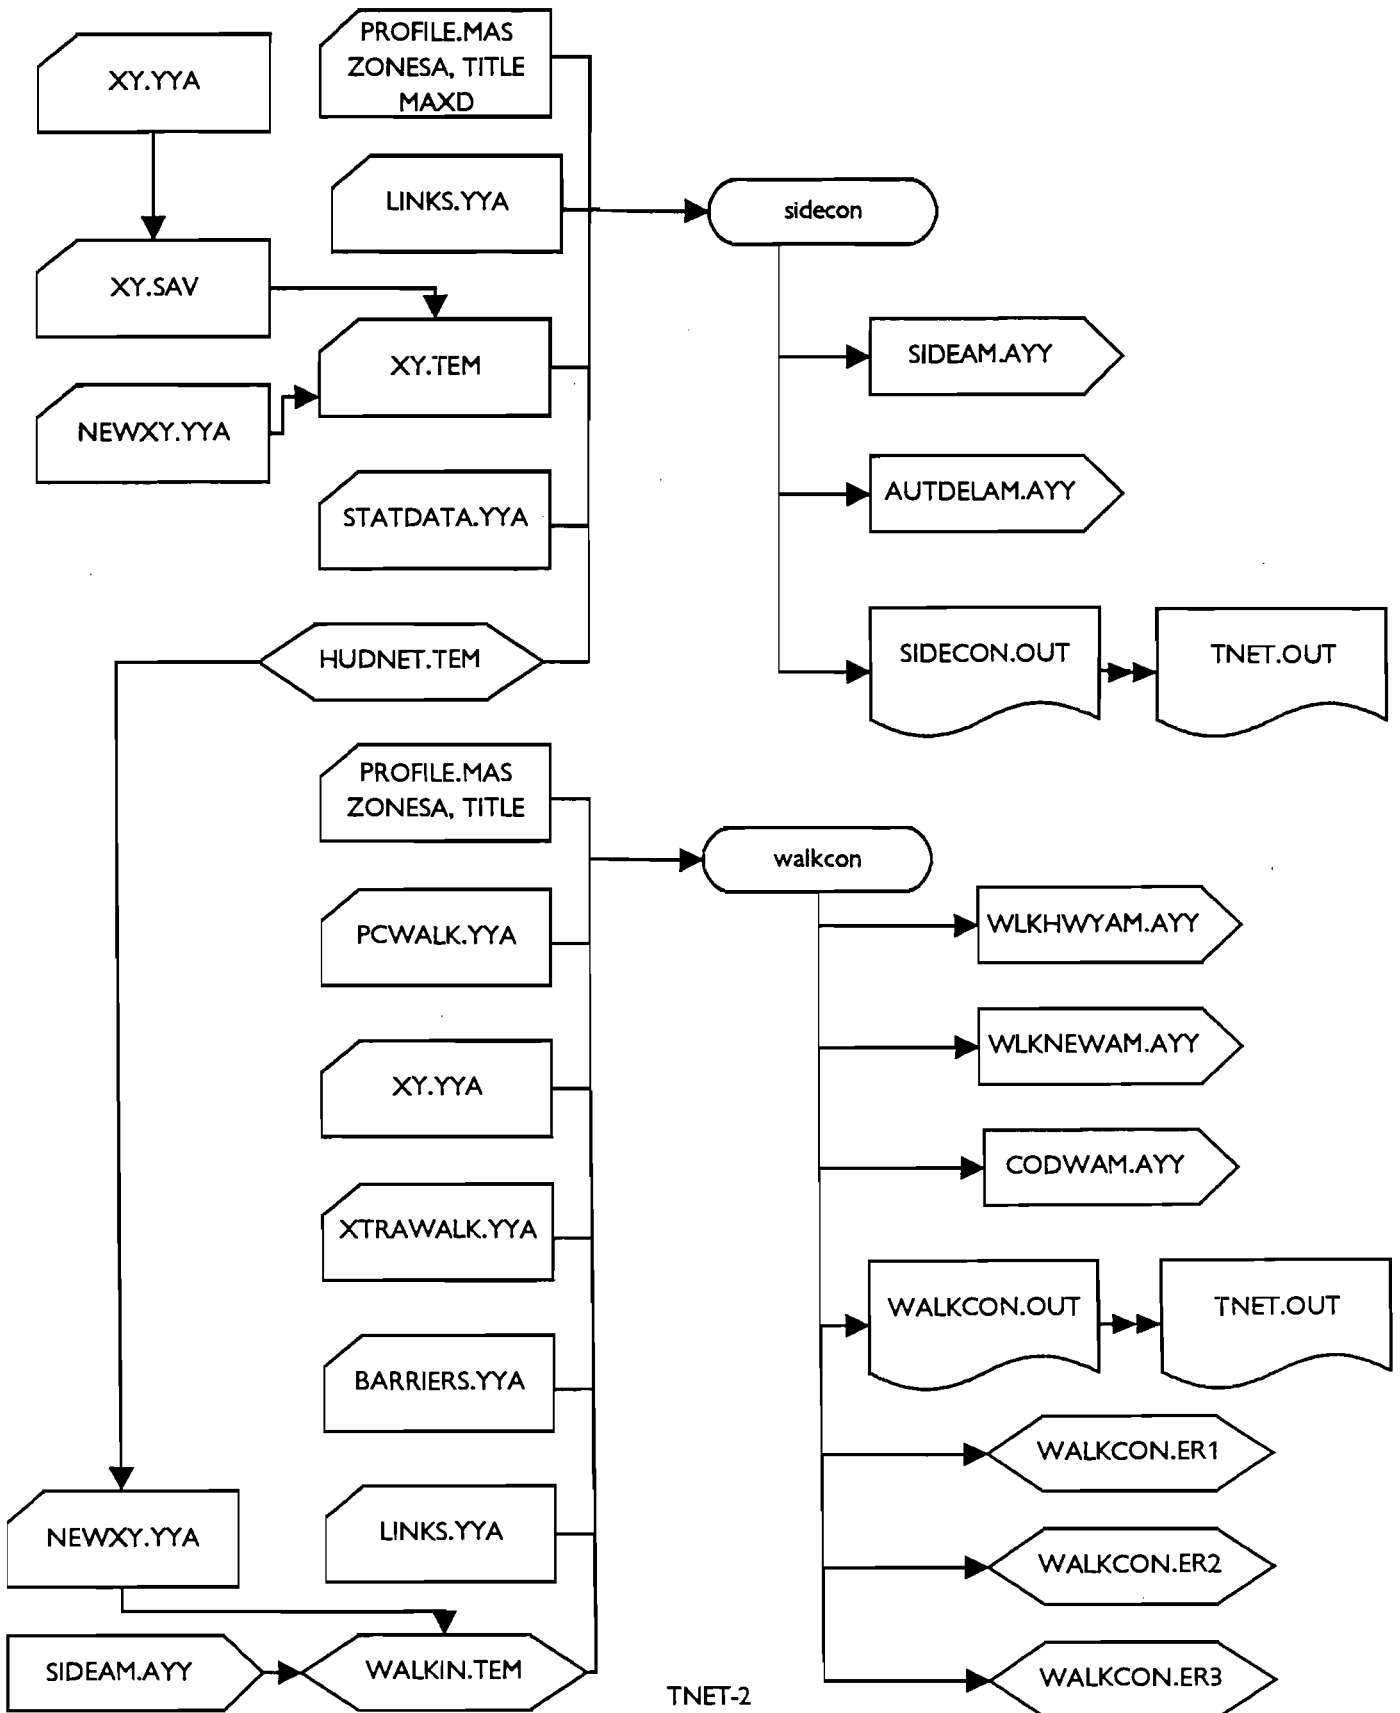 PROFILE.MAS
ZONESA, TITLE
MAXD
XY.YYA
LINKS.YYA
sidecon
XY.SAV
XY.TEM
SIDEAM.AYY
NEWXY.YYA
STATDATA.YYA
AUTDELAM.AYY
HUDNET.TEM
SIDECON.OUT
TNET.OUT
PROFILE.MAS
ZONESA, TITLE
walkcon
PCWALK.YYA
WLKHWYAM.AYY
WLKNEWAM.AYY
XY.YYA
CODWAM.AYY
XTRAWALK.YYA
WALKCON.OUT
TNET.OUT
BARRIERS.YYA
WALKCON.ER1
NEWXY.YYA
LINKS.YYA
WALKCON.ER2
SIDEAM.AYY
WALKIN.TEM
WALKCON.ER3
TNET-2